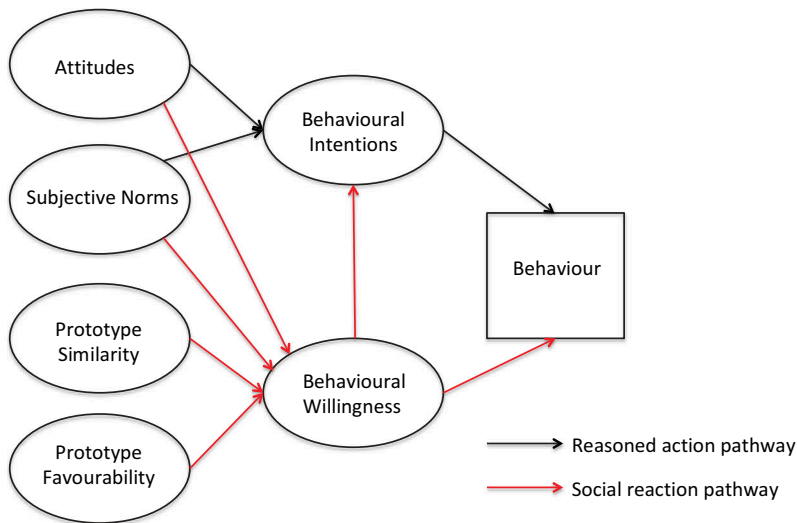 Attitudes
Behavioural
Intentions
Subjective Norms
Behaviour
Prototype
Similarity
Behavioural
Willingness
Prototype
Favourability
Reasoned action pathway
Social reaction pathway